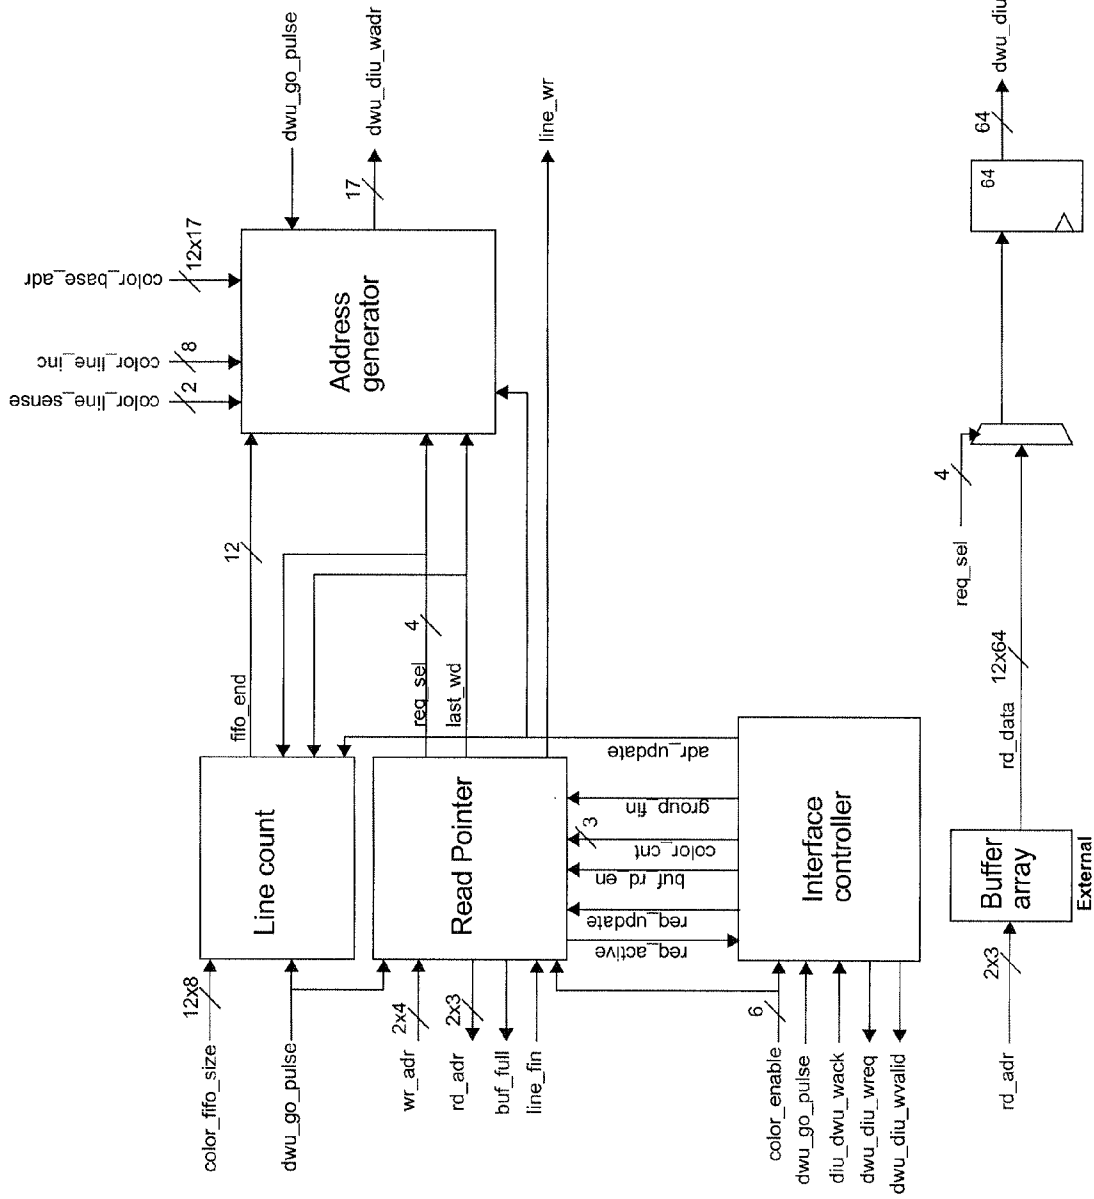 color_fifo_size
12x8
dwu_go_pulse
Line count
fifo_end
12
color_line_sense
2
color_line_inc
8
color_base_adr
12x17
dwu_go_pulse
Address
generator
17
dwu_diu_wadr
wr_adr
2x4
rd_adr
2x3
buf_full
line_fin
Read Pointer
req_sel
4
last_wd
line_wr
req_active
req_update
buf_rd_en
color_cnt
3
group_fin
adr_update
color_enable
6
dwu_go_pulse
diu_dwu_wack
dwu_diu_wreq
dwu_diu_wvalid
Interface
controller
rd_adr
2x3
Buffer
array
External
rd_data
12x64
req_sel
4
64
64
dwu_diu